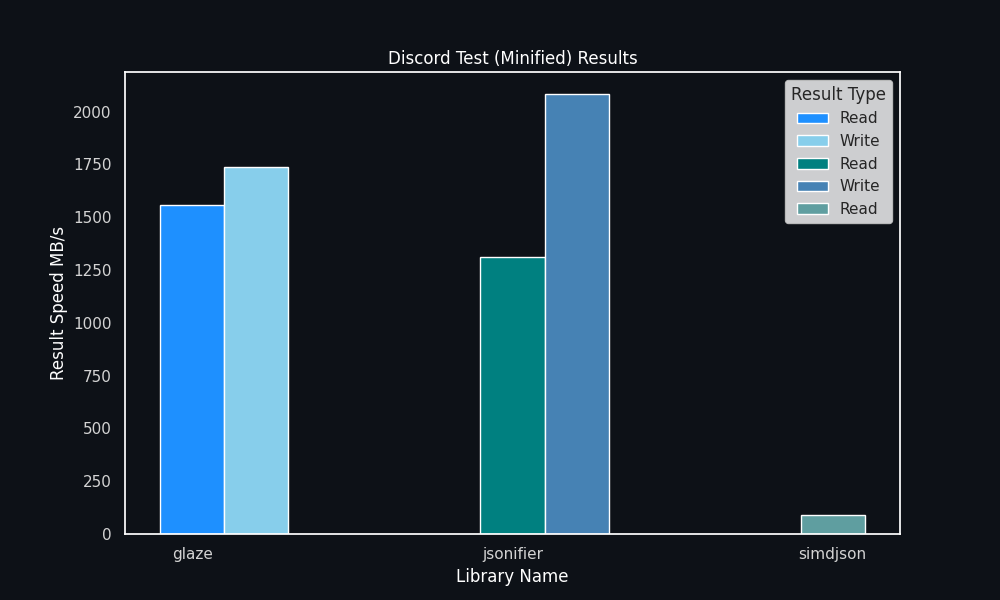 Discord Test (Minified) Results
Result Speed MB/s
2000
1750
1500
1250
1000
750
500
250
0
Result Type
Read
Write
Read
Write
Read
glaze
jsonifier
simdjson
Library Name